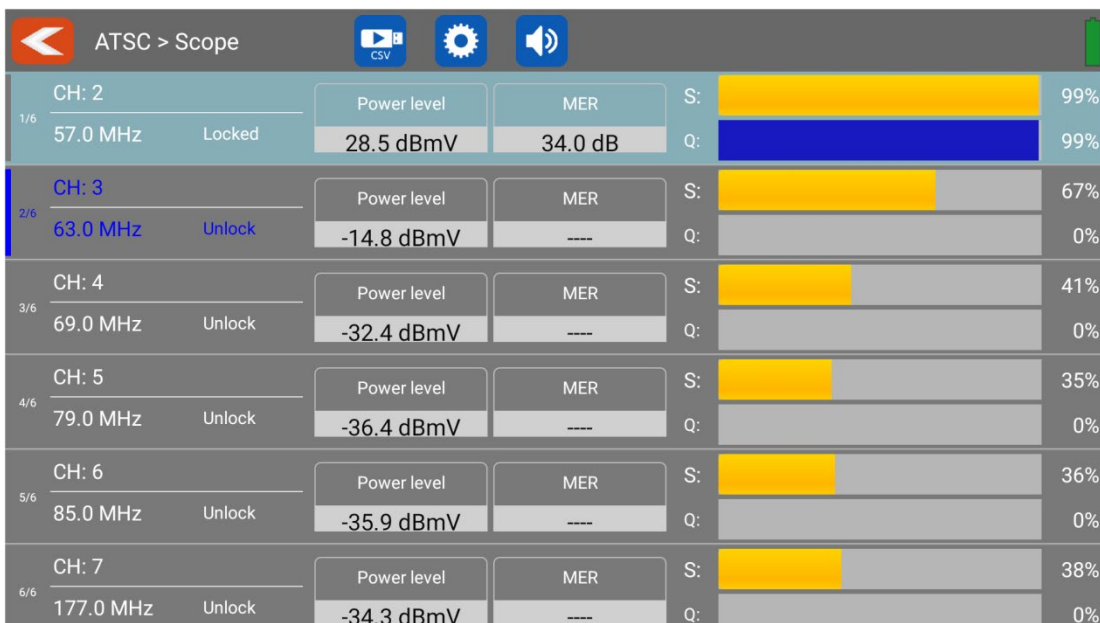 ATSC > Scope
CSV
1/6
CH: 2
57.0 MHz Locked
Power level
28.5 dBmV
MER
34.0 dB
S: 99%
Q: 99%
2/6
CH: 3
63.0 MHz Unlock
Power level
-14.8 dBmV
MER
----
S: 67%
Q: 0%
3/6
CH: 4
69.0 MHz Unlock
Power level
-32.4 dBmV
MER
----
S: 41%
Q: 0%
4/6
CH: 5
79.0 MHz Unlock
Power level
-36.4 dBmV
MER
----
S: 35%
Q: 0%
5/6
CH: 6
85.0 MHz Unlock
Power level
-35.9 dBmV
MER
----
S: 36%
Q: 0%
6/6
CH: 7
177.0 MHz Unlock
Power level
-34.3 dBmV
MER
----
S: 38%
Q: 0%